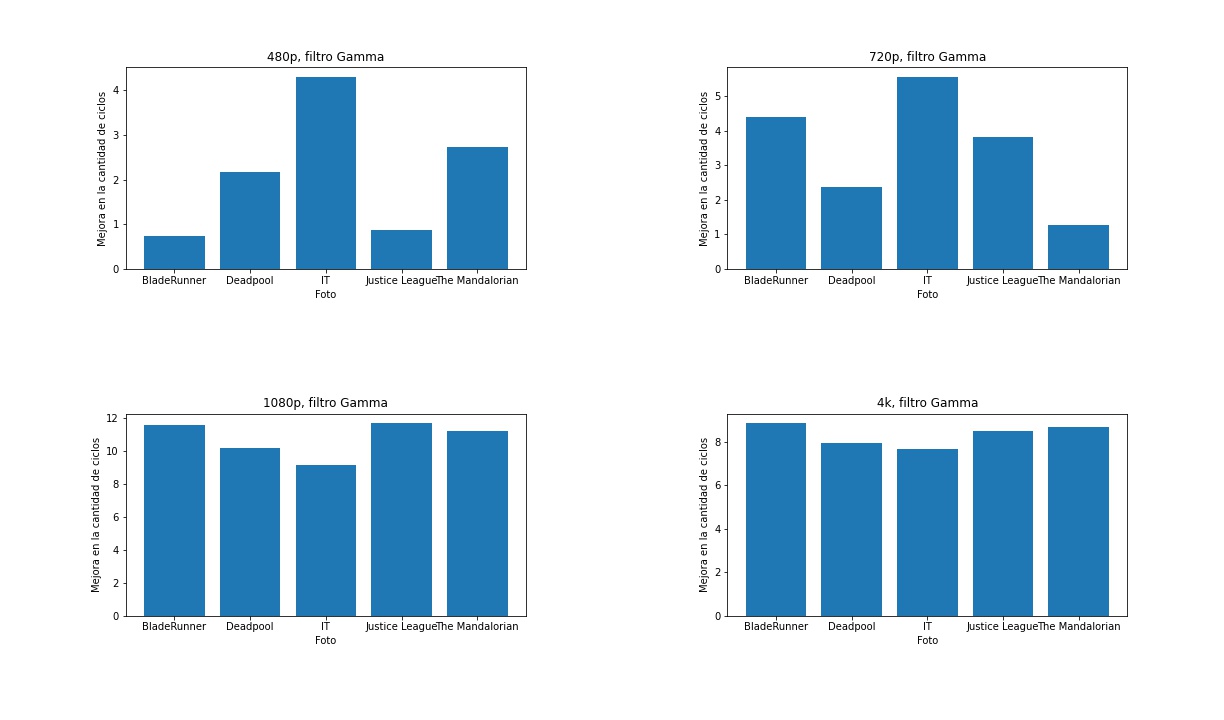 480p, filtro Gamma
Mejora en la cantidad de ciclos
4
3
2
1
0
BladeRunner Deadpool IT Justice League The Mandalorian
Foto
720p, filtro Gamma
Mejora en la cantidad de ciclos
5
4
3
2
1
0
BladeRunner Deadpool IT Justice League The Mandalorian
Foto
1080p, filtro Gamma
Mejora en la cantidad de ciclos
12
10
8
6
4
2
0
BladeRunner Deadpool IT Justice League The Mandalorian
Foto
4k, filtro Gamma
Mejora en la cantidad de ciclos
8
6
4
2
0
BladeRunner Deadpool IT Justice League The Mandalorian
Foto